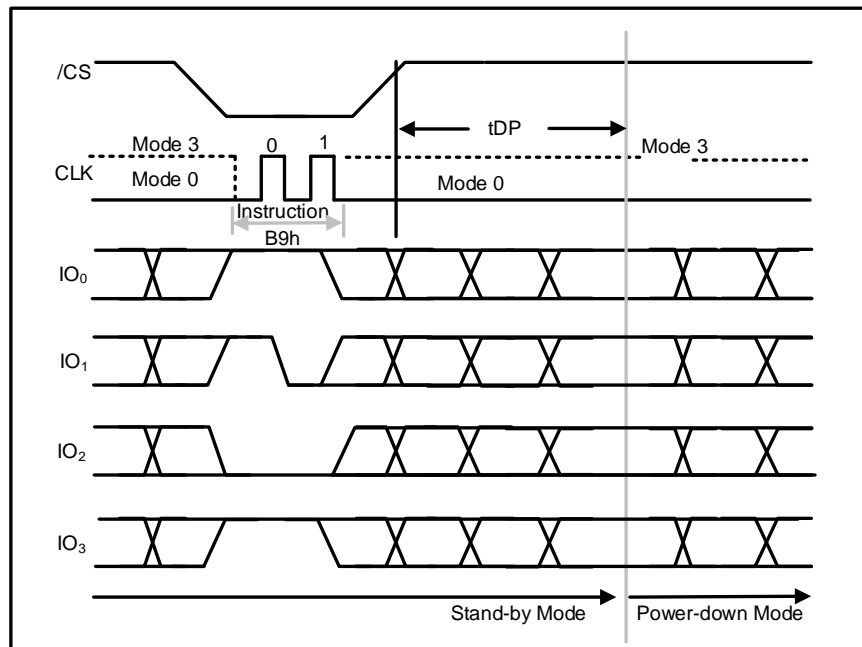 /CS
tDP
Mode 3
0
1
Mode 3
CLK
Mode 0
Mode 0
Instruction
B9h
IO₀
IO₁
IO₂
IO₃
Stand-by Mode
Power-down Mode